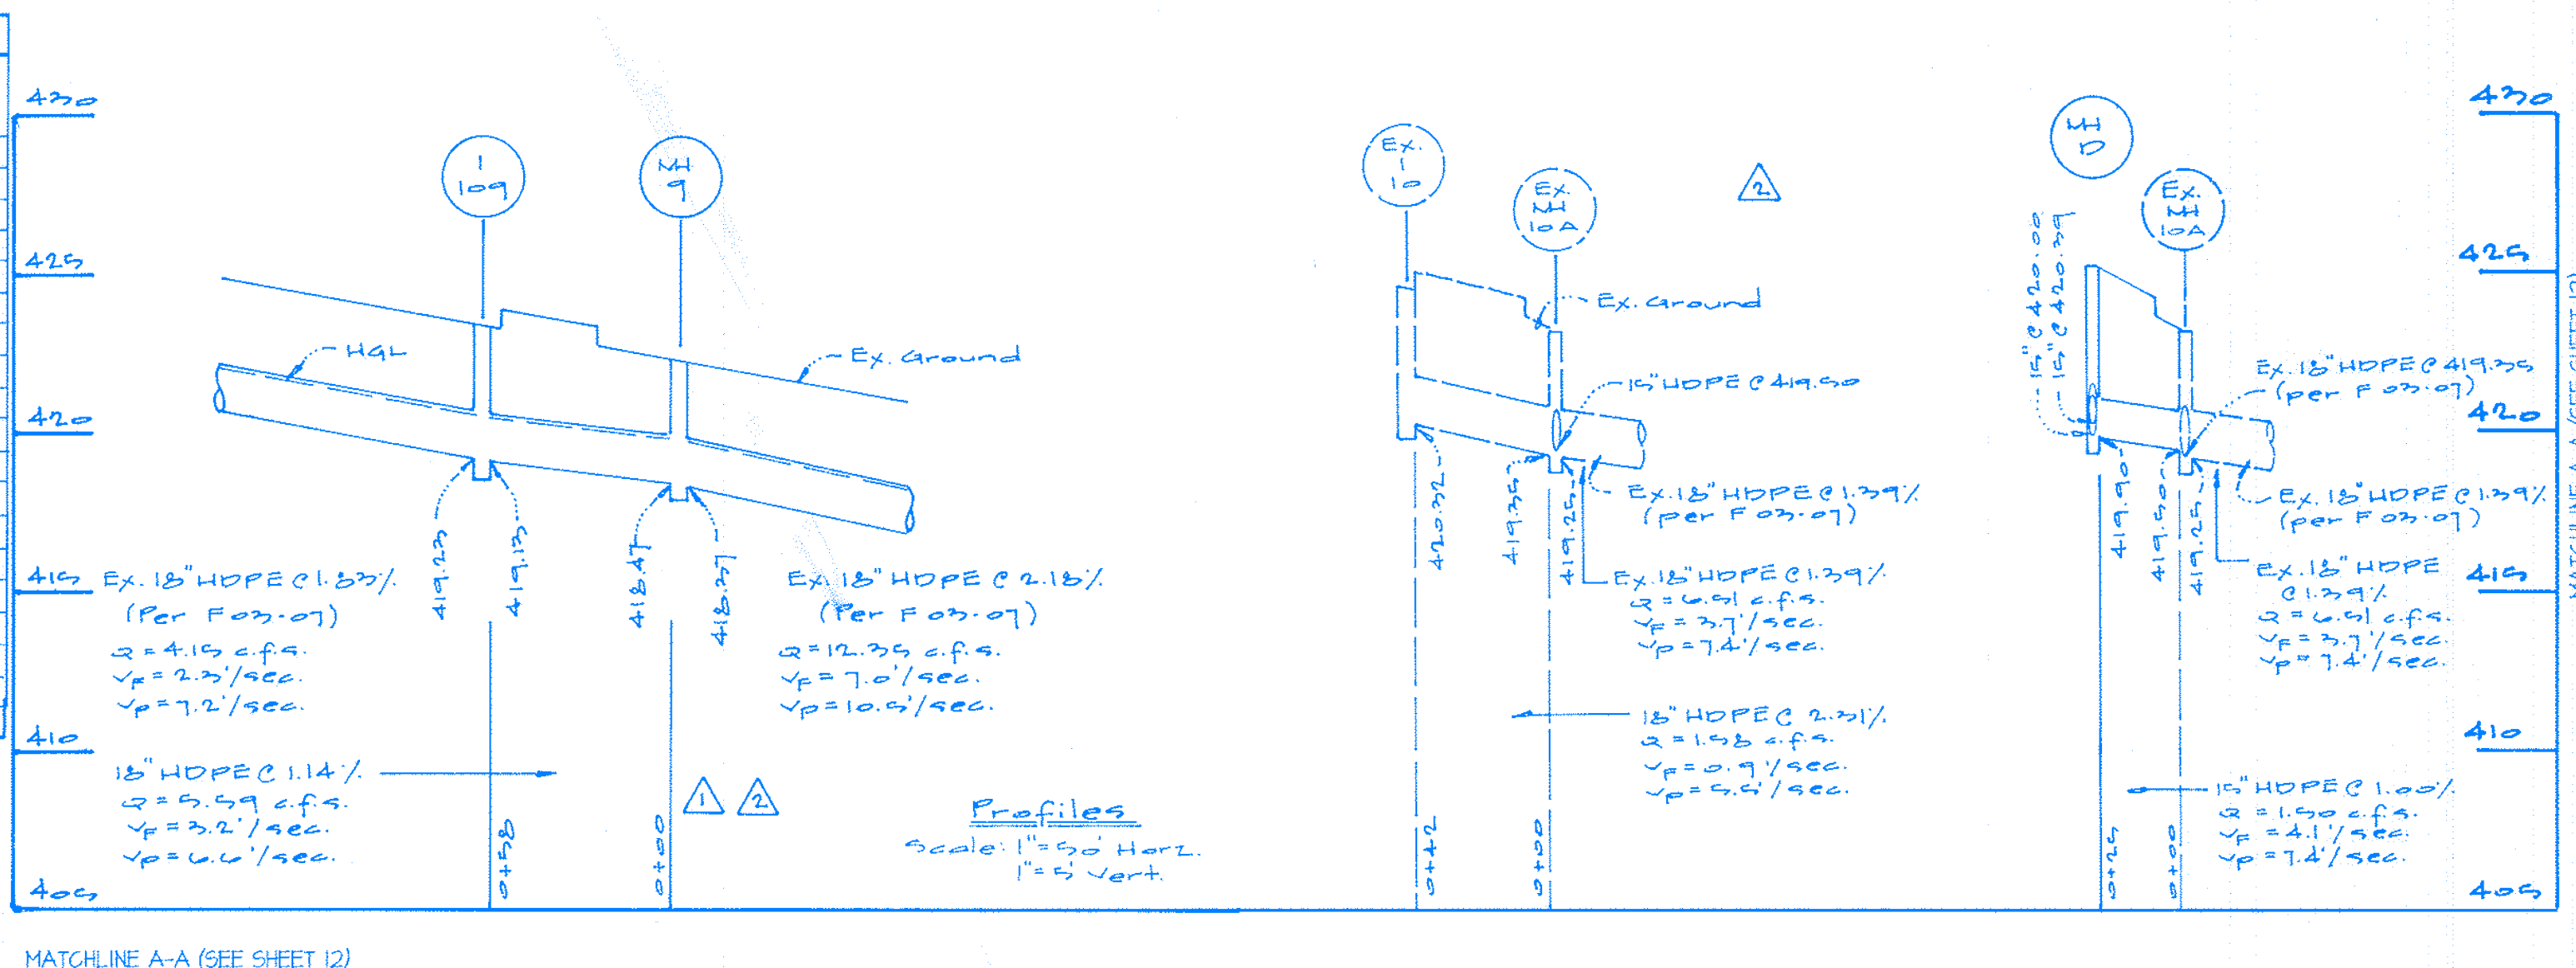 430
425
420
415
410
405
I
109
MH
9
HGL
Ex. Ground
419.23
419.13
418.47
418.37
Ex. 18" HDPE @ 1.83%
(Per F 03-07)
Q = 4.15 c.f.s.
VF = 2.3'/sec.
Vp = 7.2'/sec.
18" HDPE @ 1.14%
Q = 5.59 c.f.s.
VF = 3.2'/sec.
Vp = 6.6'/sec.
Ex. 18" HDPE @ 2.18%
(Per F 03-07)
Q = 12.35 c.f.s.
VF = 7.0'/sec.
Vp = 10.5'/sec.
0+58
0+00
1
2
Profiles
Scale: 1"=50' Horz.
1"=5' Vert.
Ex.
I
10
Ex.
MH
10A
2
Ex. Ground
15" HDPE @ 419.50
420.32
419.35
419.25
Ex. 18" HDPE @ 1.39%
(per F 03-07)
Ex. 18" HDPE @ 1.39%
Q = 6.51 c.f.s.
VF = 3.7'/sec.
Vp = 7.4'/sec.
18" HDPE @ 2.31%
Q = 1.58 c.f.s.
VF = 0.9'/sec.
Vp = 5.5'/sec.
0+42
0+00
MH
D
Ex.
MH
10A
15" @ 420.00
15" @ 420.39
Ex. 18" HDPE @ 419.35
(per F 03-07)
419.90
419.50
419.25
Ex. 18" HDPE @ 1.39%
(per F 03-07)
Ex. 18" HDPE
@ 1.39%
Q = 6.51 c.f.s.
VF = 3.7'/sec.
Vp = 7.4'/sec.
15" HDPE @ 1.00%
Q = 1.50 c.f.s.
VF = 4.1'/sec.
Vp = 7.4'/sec.
0+25
0+00
430
425
420
415
410
405
MATCHLINE A-A (SEE SHEET 12)
MATCHLINE A-A (SEE SHEET 12)